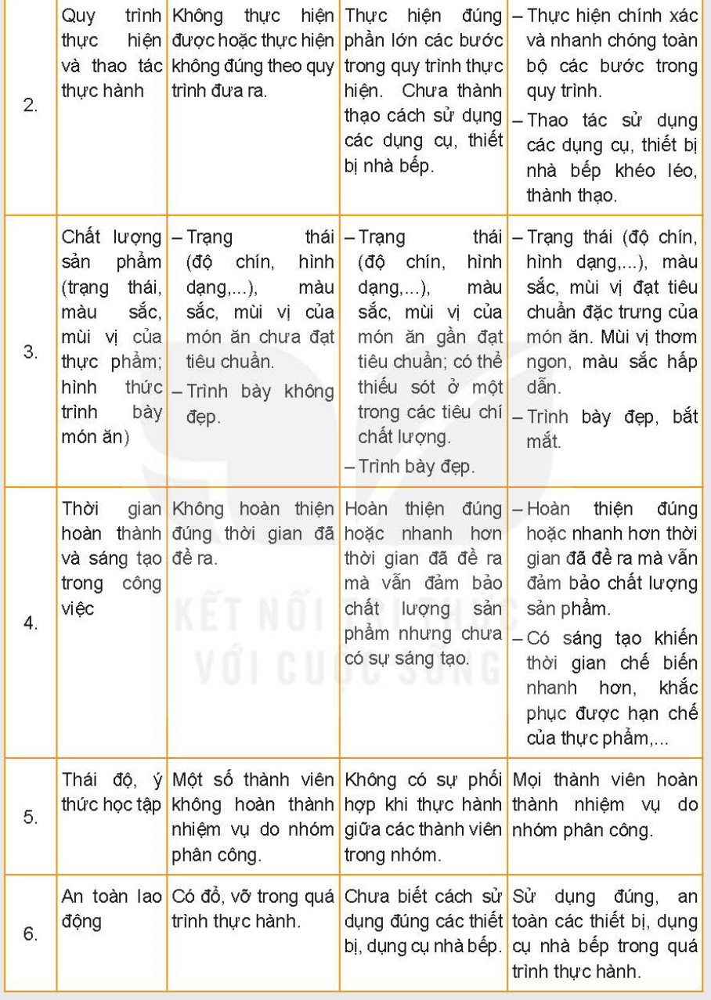 2.
Quy trình
thực hiện
và thao tác
thực hành
Không thực hiện
được hoặc thực hiện
không đúng theo quy
trình đưa ra.
Thực hiện đúng
phần lớn các bước
trong quy trình thực
hiện. Chưa thành
thạo cách sử dụng
các dụng cụ, thiết
bị nhà bếp.
– Thực hiện chính xác
và nhanh chóng toàn
bộ các bước trong
quy trình.
– Thao tác sử dụng
các dụng cụ, thiết bị
nhà bếp khéo léo,
thành thạo.
3.
Chất lượng
sản phẩm
(trạng thái,
màu sắc,
mùi vị của
thực phẩm;
hình thức
trình bày
món ăn)
– Trạng thái
(độ chín, hình
dạng,...), màu
sắc, mùi vị của
món ăn chưa đạt
tiêu chuẩn.
– Trình bày không
đẹp.
– Trạng thái
(độ chín, hình
dạng,...), màu
sắc, mùi vị của
món ăn gần đạt
tiêu chuẩn; có thể
thiếu sót ở một
trong các tiêu chí
chất lượng.
– Trình bày đẹp.
– Trạng thái (độ chín,
hình dạng,...), màu
sắc, mùi vị đạt tiêu
chuẩn đặc trưng của
món ăn. Mùi vị thơm
ngon, màu sắc hấp
dẫn.
– Trình bày đẹp, bắt
mắt.
4.
Thời gian
hoàn thành
và sáng tạo
trong công
việc
Không hoàn thiện
đúng thời gian đã
đề ra.
Hoàn thiện đúng
hoặc nhanh hơn
thời gian đã đề ra
mà vẫn đảm bảo
chất lượng sản
phẩm nhưng chưa
có sự sáng tạo.
– Hoàn thiện đúng
hoặc nhanh hơn thời
gian đã đề ra mà vẫn
đảm bảo chất lượng
sản phẩm.
– Có sáng tạo khiến
thời gian chế biến
nhanh hơn, khắc
phục được hạn chế
của thực phẩm,...
KẾT NỐI TRI THỨC
VỚI CUỘC SỐNG
5.
Thái độ, ý
thức học tập
Một số thành viên
không hoàn thành
nhiệm vụ do nhóm
phân công.
Không có sự phối
hợp khi thực hành
giữa các thành viên
trong nhóm.
Mọi thành viên hoàn
thành nhiệm vụ do
nhóm phân công.
6.
An toàn lao
động
Có đổ, vỡ trong quá
trình thực hành.
Chưa biết cách sử
dụng đúng các thiết
bị, dụng cụ nhà bếp.
Sử dụng đúng, an
toàn các thiết bị, dụng
cụ nhà bếp trong quá
trình thực hành.